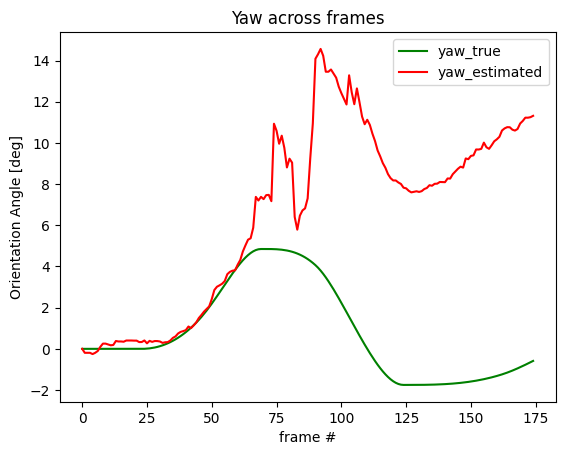 Yaw across frames
yaw_true
yaw_estimated
Orientation Angle [deg]
14
12
10
8
6
4
2
0
−2
0 25 50 75 100 125 150 175
frame #